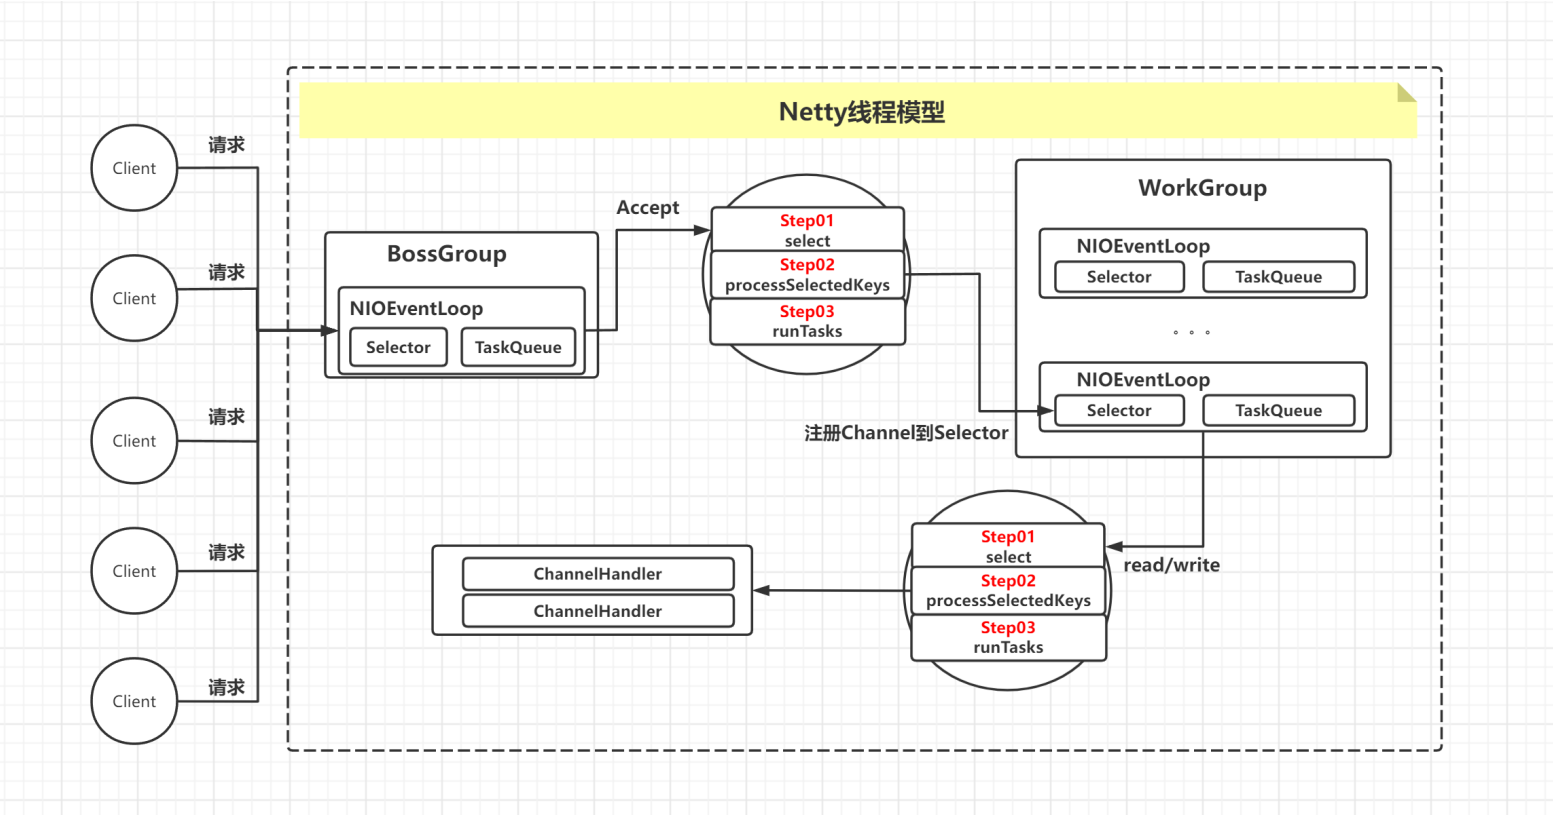 Netty线程模型
Client
请求
Client
请求
Client
请求
Client
请求
Client
请求
BossGroup
NIOEventLoop
Selector
TaskQueue
Accept
Step01
select
Step02
processSelectedKeys
Step03
runTasks
注册Channel到Selector
WorkGroup
NIOEventLoop
Selector
TaskQueue
。。。
NIOEventLoop
Selector
TaskQueue
read/write
Step01
select
Step02
processSelectedKeys
Step03
runTasks
ChannelHandler
ChannelHandler